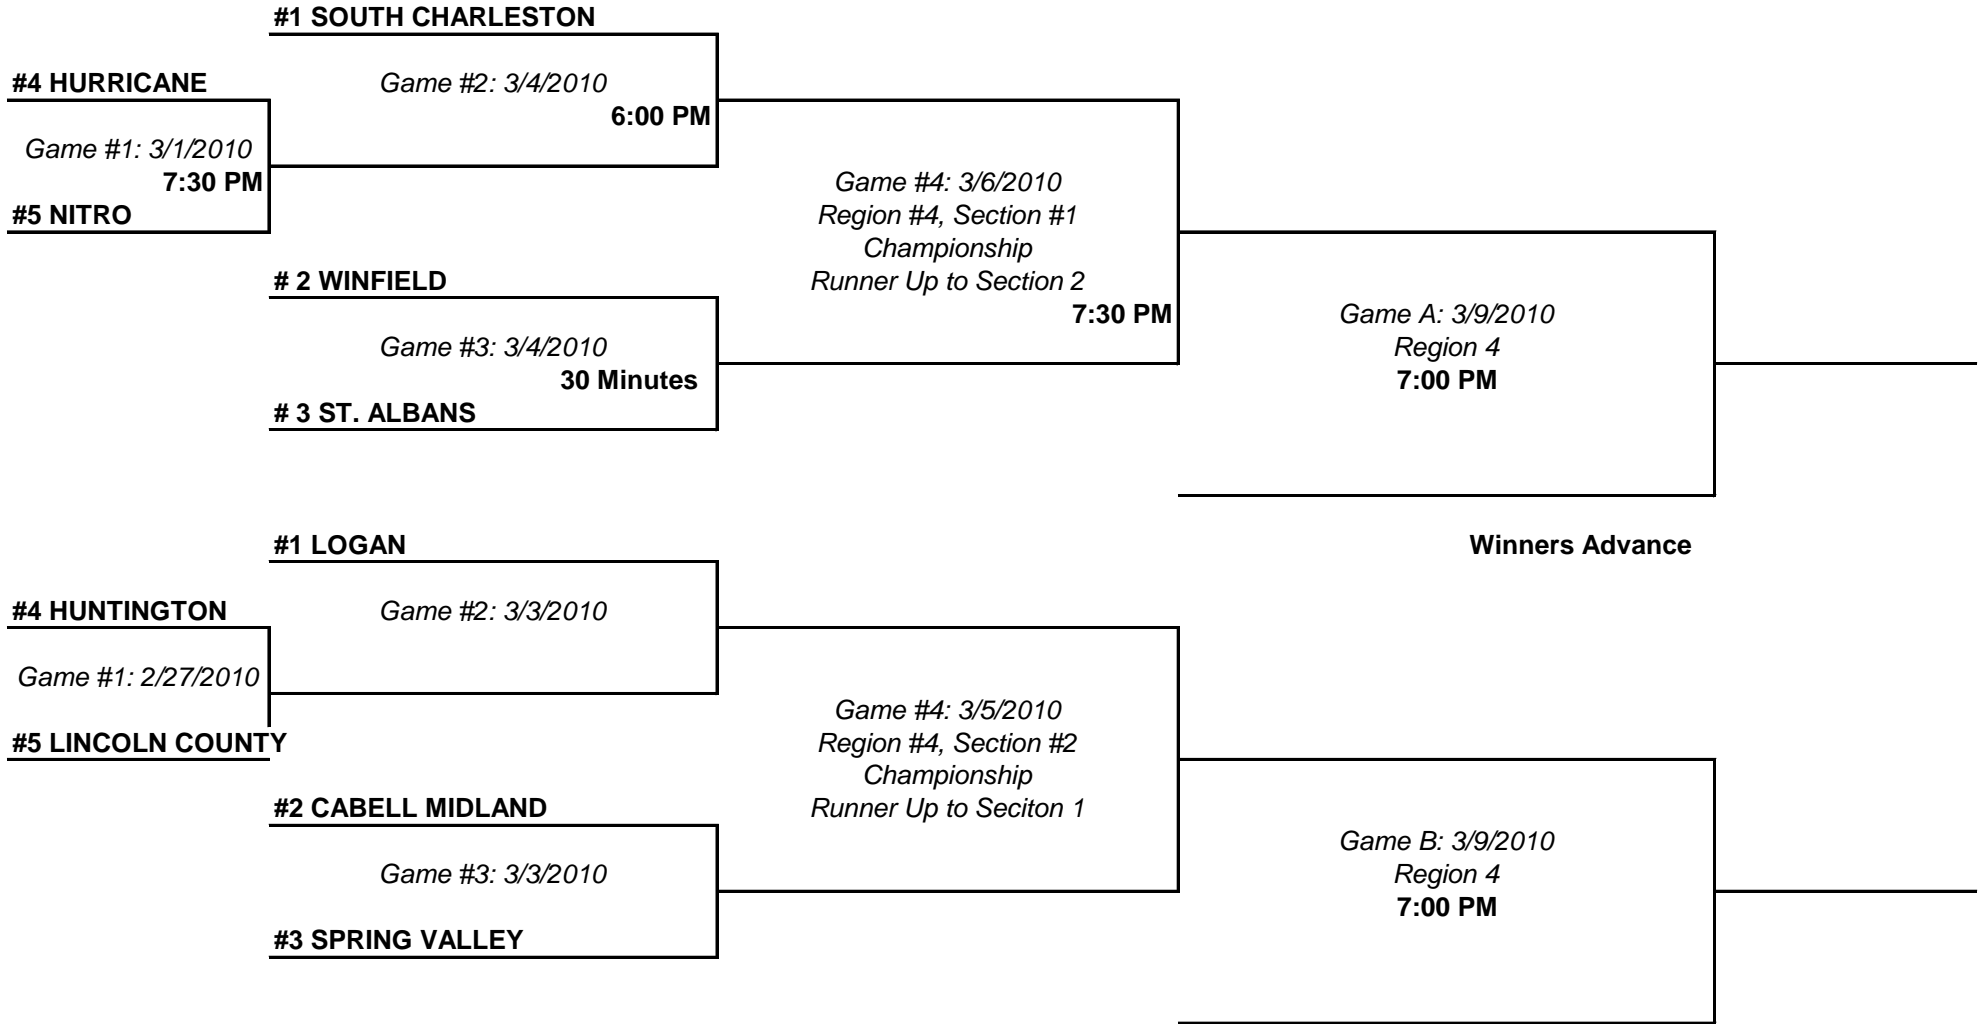 #1 SOUTH CHARLESTON
#4 HURRICANE
Game #2: 3/4/2010
6:00 PM
Game #1: 3/1/2010
7:30 PM
#5 NITRO
Game #4: 3/6/2010
Region #4, Section #1
Championship
Runner Up to Section 2
7:30 PM
# 2 WINFIELD
Game #3: 3/4/2010
30 Minutes
# 3 ST. ALBANS
Game A: 3/9/2010
Region 4
7:00 PM
Winners Advance
#1 LOGAN
#4 HUNTINGTON
Game #2: 3/3/2010
Game #1: 2/27/2010
#5 LINCOLN COUNTY
Game #4: 3/5/2010
Region #4, Section #2
Championship
Runner Up to Seciton 1
#2 CABELL MIDLAND
Game #3: 3/3/2010
#3 SPRING VALLEY
Game B: 3/9/2010
Region 4
7:00 PM